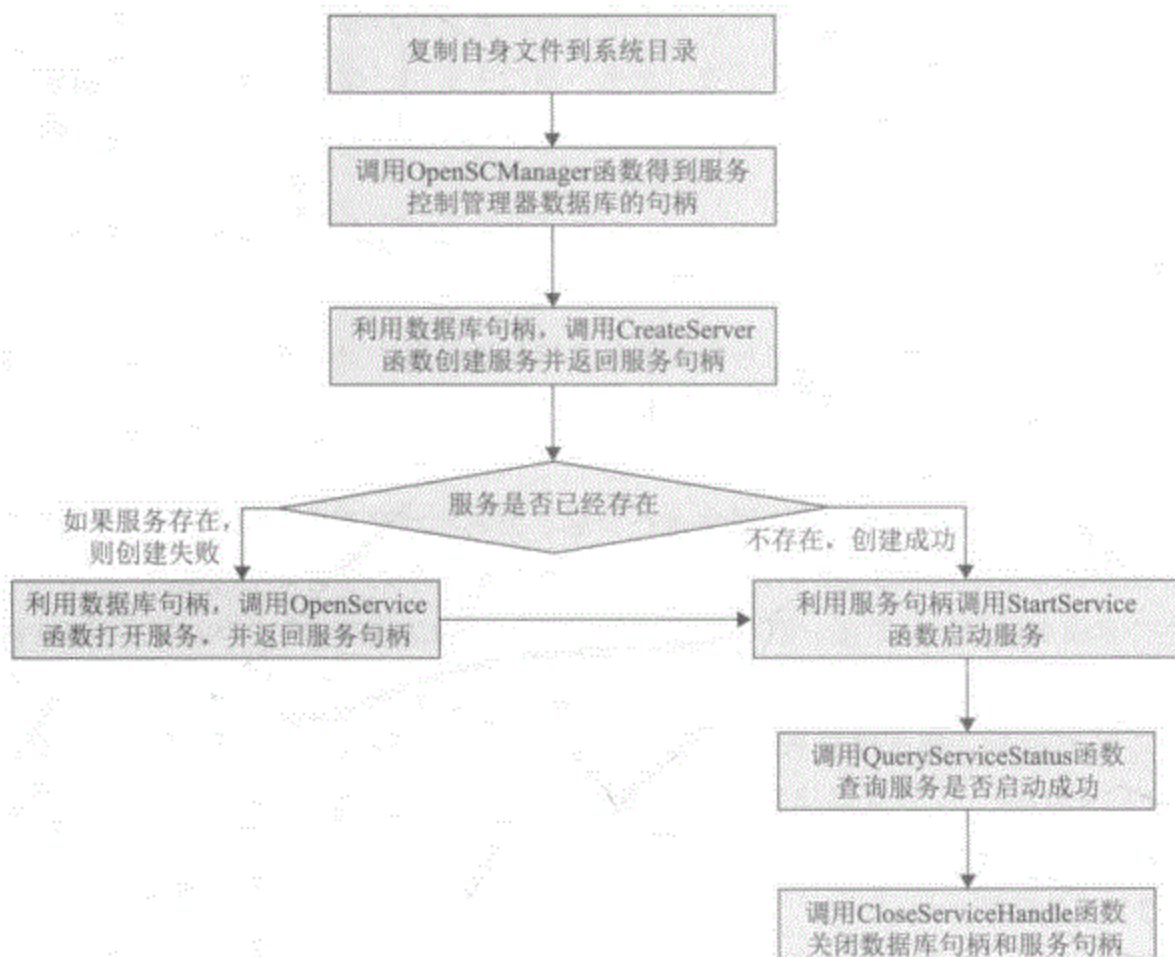 复制自身文件到系统目录
调用OpenSCManager函数得到服务
控制管理器数据库的句柄
利用数据库句柄，调用CreateServer
函数创建服务并返回服务句柄
服务是否已经存在
如果服务存在，
则创建失败
不存在，创建成功
利用数据库句柄，调用OpenService
函数打开服务，并返回服务句柄
利用服务句柄调用StartService
函数启动服务
调用QueryServiceStatus函数
查询服务是否启动成功
调用CloseServiceHandle函数
关闭数据库句柄和服务句柄